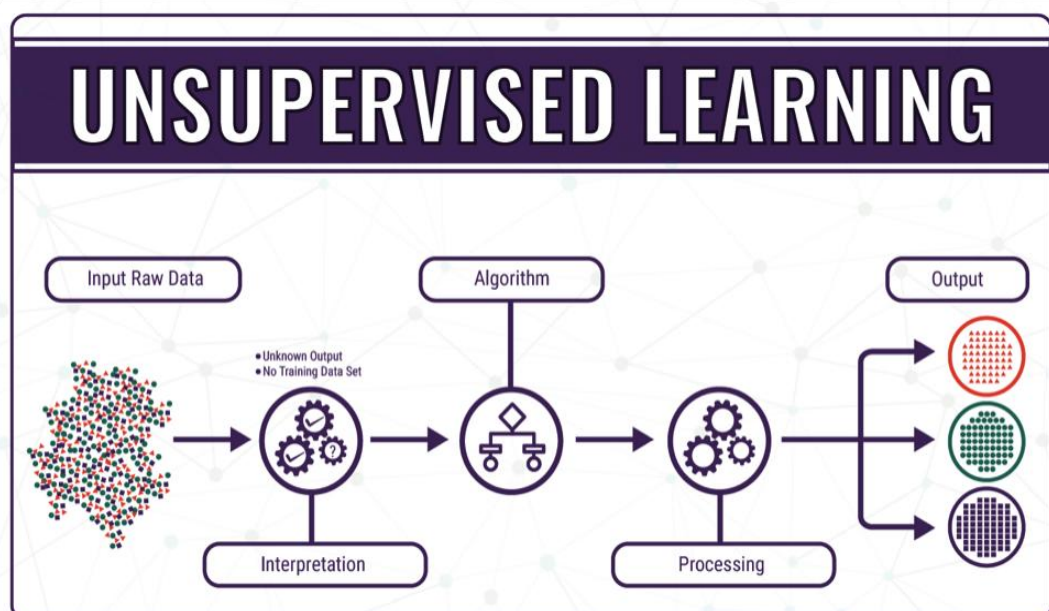 UNSUPERVISED LEARNING
Input Raw Data
Algorithm
Output
• Unknown Output
• No Training Data Set
?
Interpretation
Processing